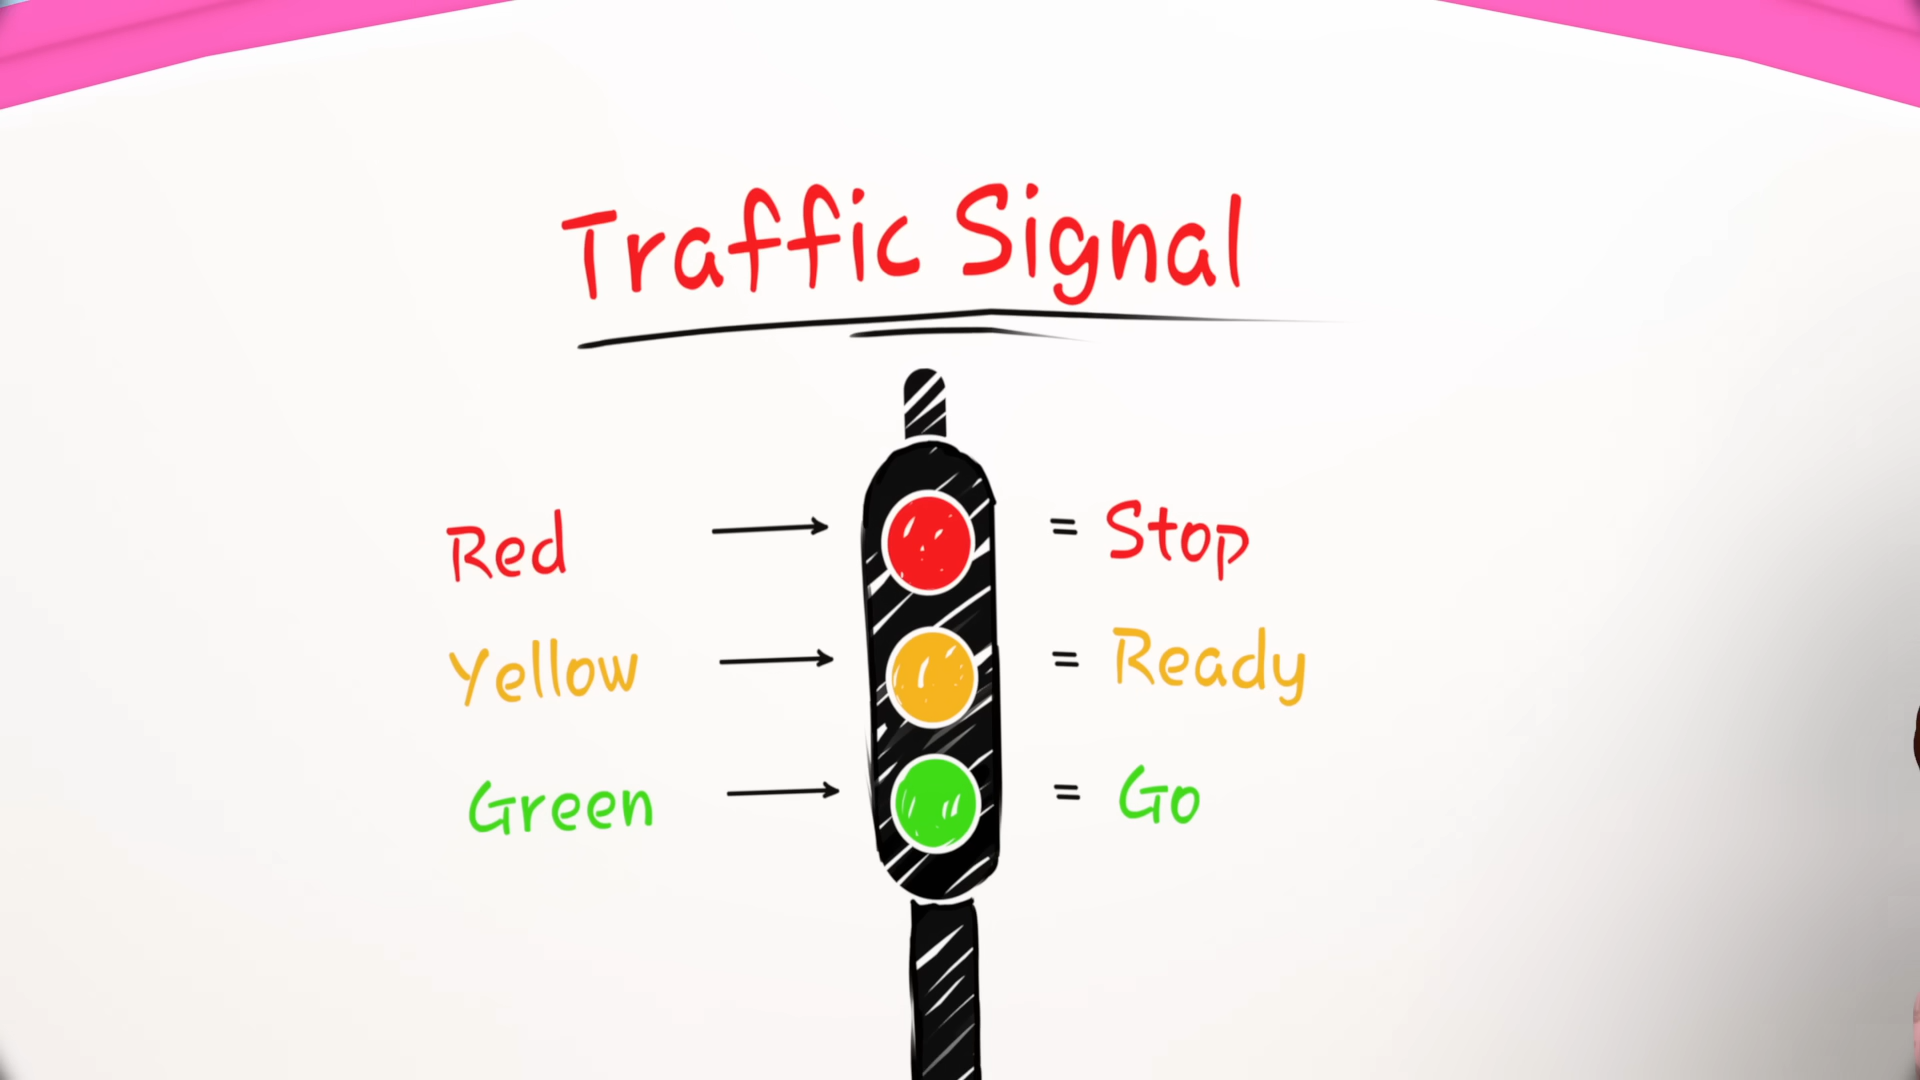 Traffic Signal
Red → = Stop
Yellow → = Ready
Green → = Go